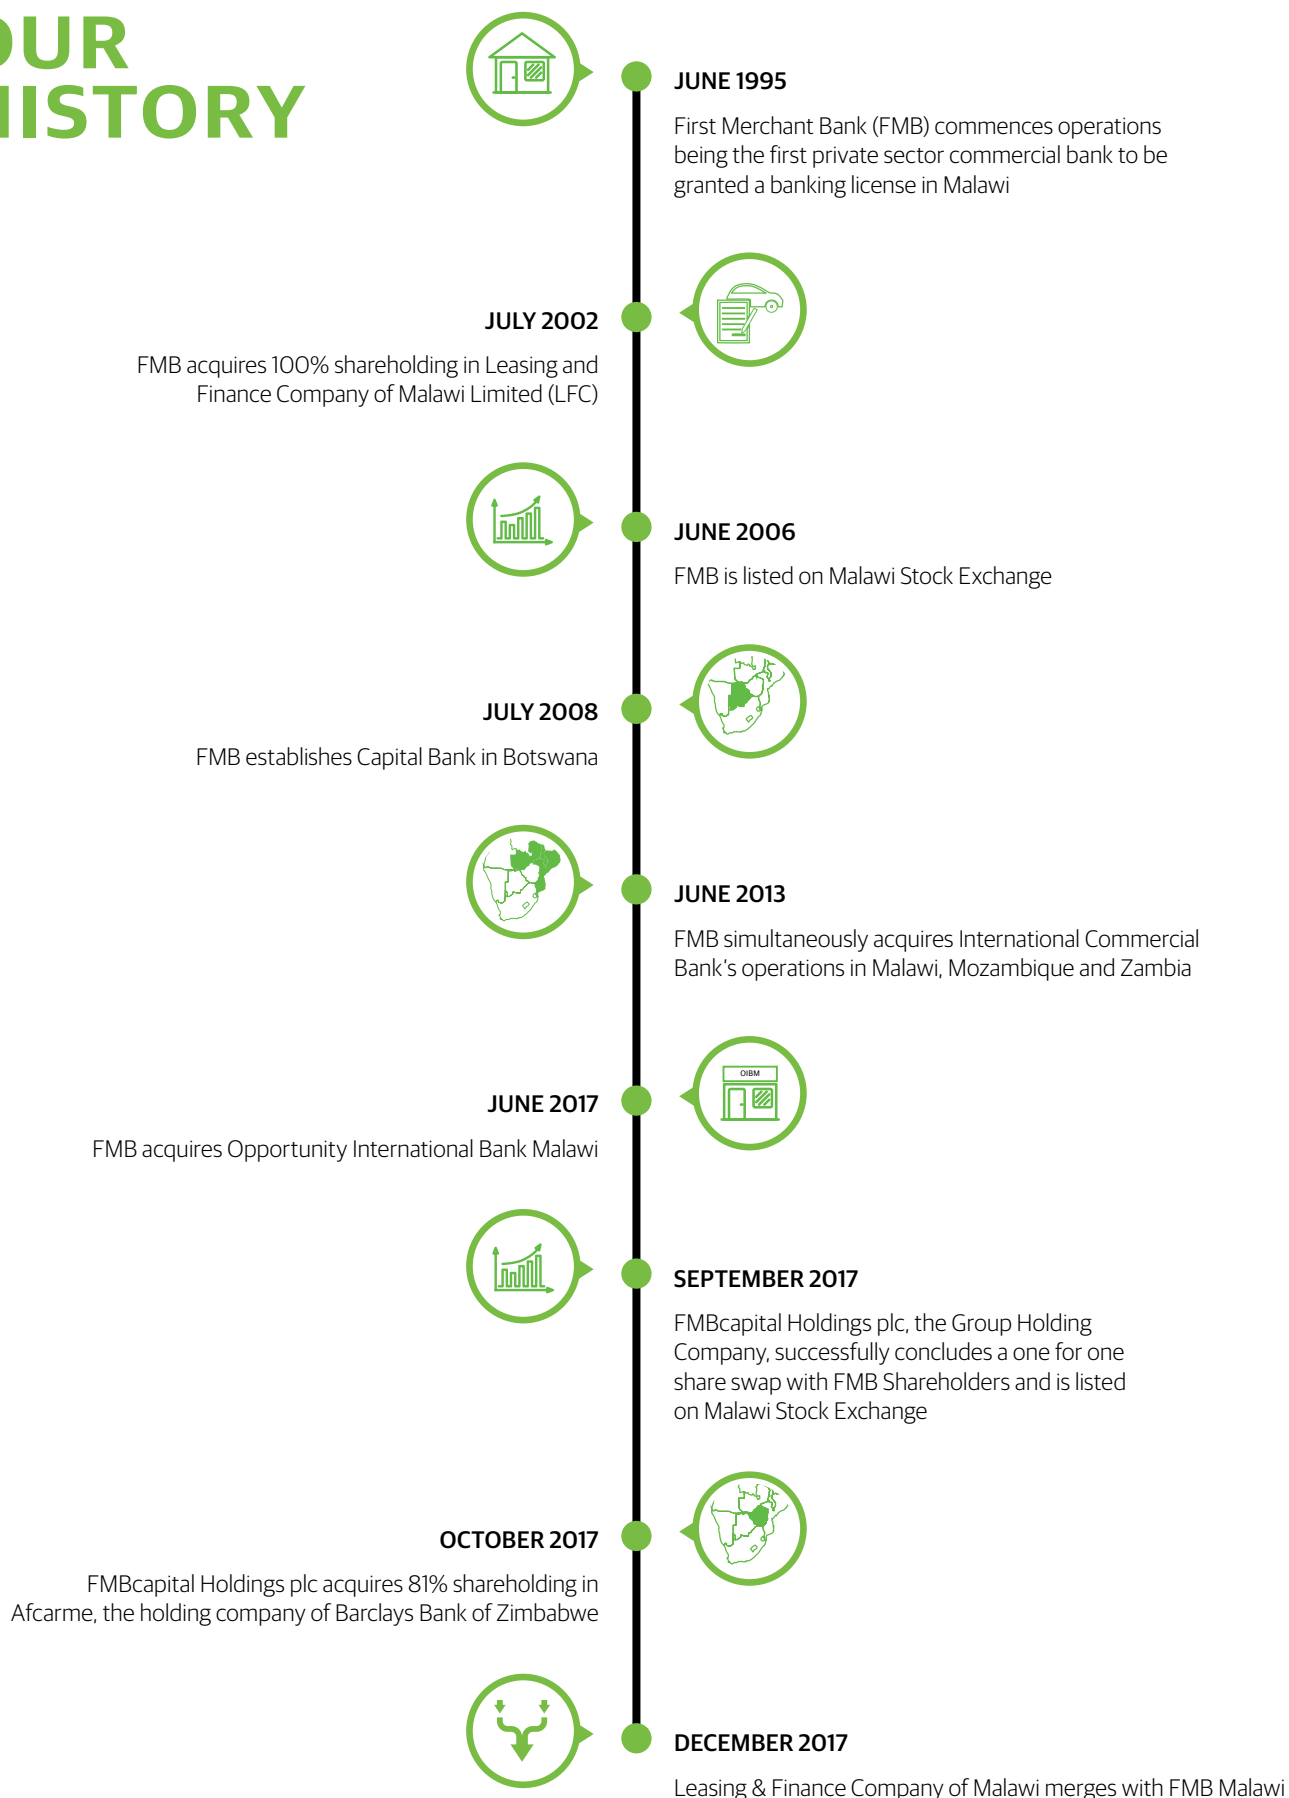 OUR
HISTORY
JUNE 1995
First Merchant Bank (FMB) commences operations
being the first private sector commercial bank to be
granted a banking license in Malawi
JULY 2002
FMB acquires 100% shareholding in Leasing and
Finance Company of Malawi Limited (LFC)
JUNE 2006
FMB is listed on Malawi Stock Exchange
JULY 2008
FMB establishes Capital Bank in Botswana
JUNE 2013
FMB simultaneously acquires International Commercial
Bank's operations in Malawi, Mozambique and Zambia
OIBM
JUNE 2017
FMB acquires Opportunity International Bank Malawi
SEPTEMBER 2017
FMBcapital Holdings plc, the Group Holding
Company, successfully concludes a one for one
share swap with FMB Shareholders and is listed
on Malawi Stock Exchange
OCTOBER 2017
FMBcapital Holdings plc acquires 81% shareholding in
Afcarme, the holding company of Barclays Bank of Zimbabwe
DECEMBER 2017
Leasing & Finance Company of Malawi merges with FMB Malawi